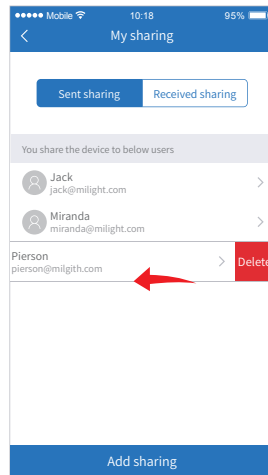 Mobile 10:18 95%
My sharing
Sent sharing Received sharing
You share the device to below users
Jack
jack@milight.com
Miranda
miranda@milight.com
Pierson
pierson@milgith.com
Delete
Add sharing